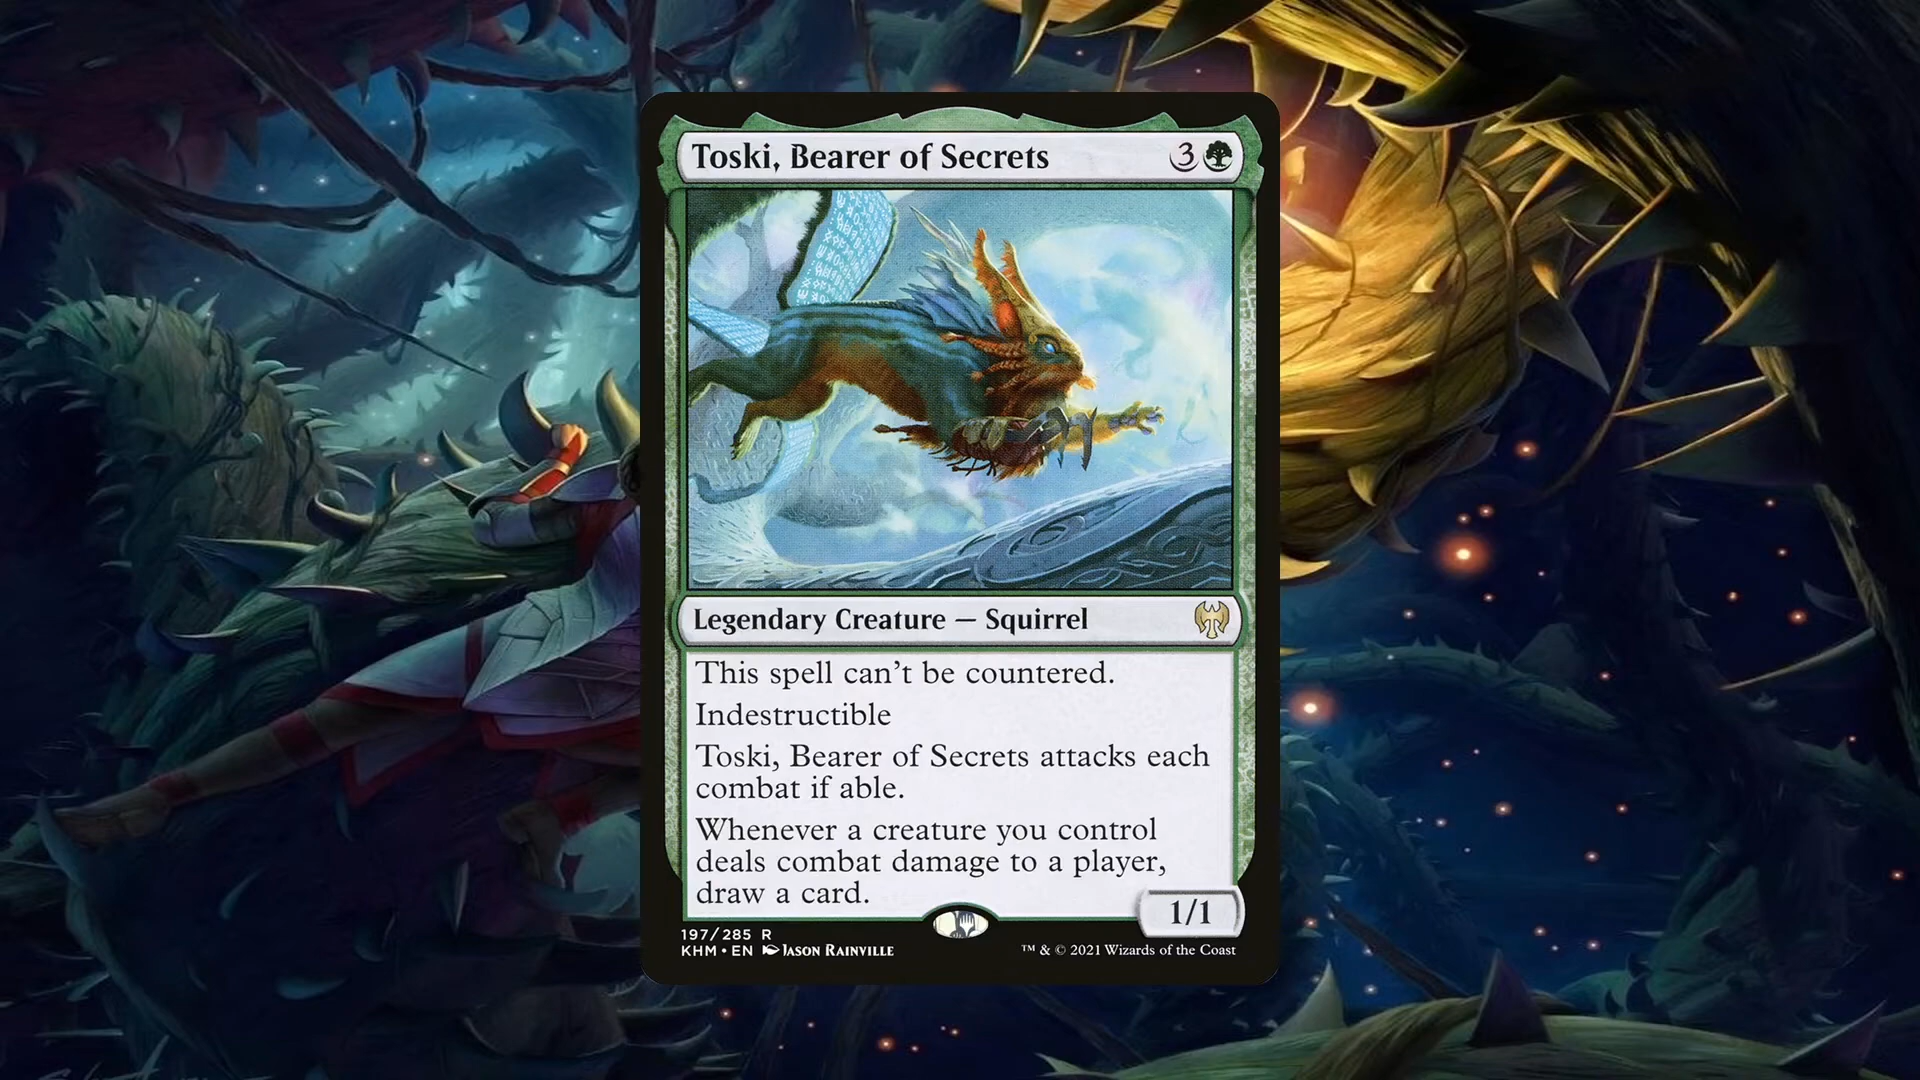 Toski, Bearer of Secrets 3
Legendary Creature — Squirrel
This spell can't be countered.
Indestructible
Toski, Bearer of Secrets attacks each
combat if able.
Whenever a creature you control
deals combat damage to a player,
draw a card.
1/1
197/285 R
KHM • EN JASON RAINVILLE
™ & © 2021 Wizards of the Coast